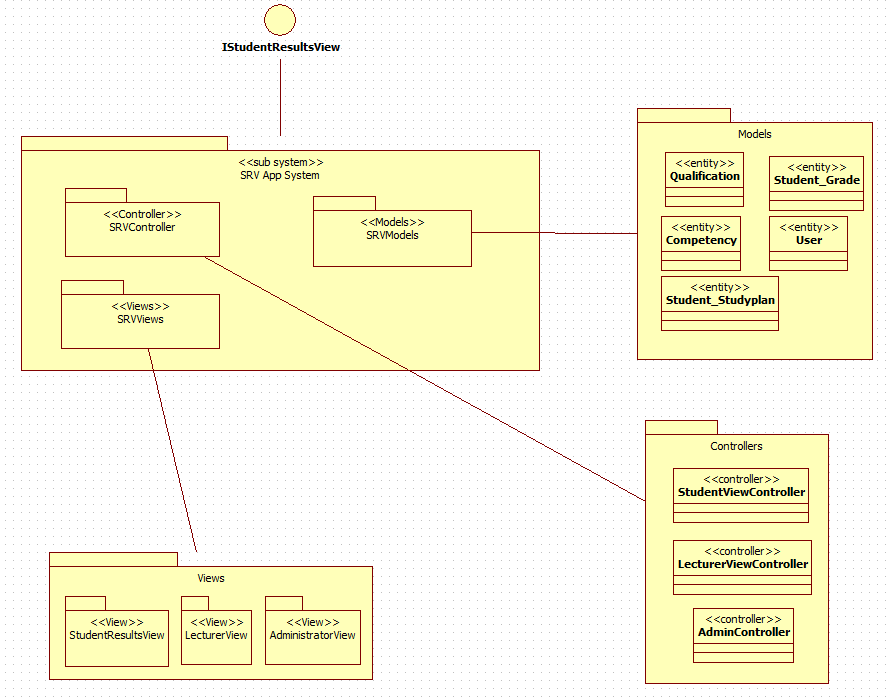 IStudentResultsView
<<sub system>>
SRV App System
<<Controller>>
SRVController
<<Models>>
SRVModels
<<Views>>
SRVViews
Models
<<entity>>
Qualification
<<entity>>
Student_Grade
<<entity>>
Competency
<<entity>>
User
<<entity>>
Student_Studyplan
Controllers
<<controller>>
StudentViewController
<<controller>>
LecturerViewController
<<controller>>
AdminController
Views
<<View>>
StudentResultsView
<<View>>
LecturerView
<<View>>
AdministratorView